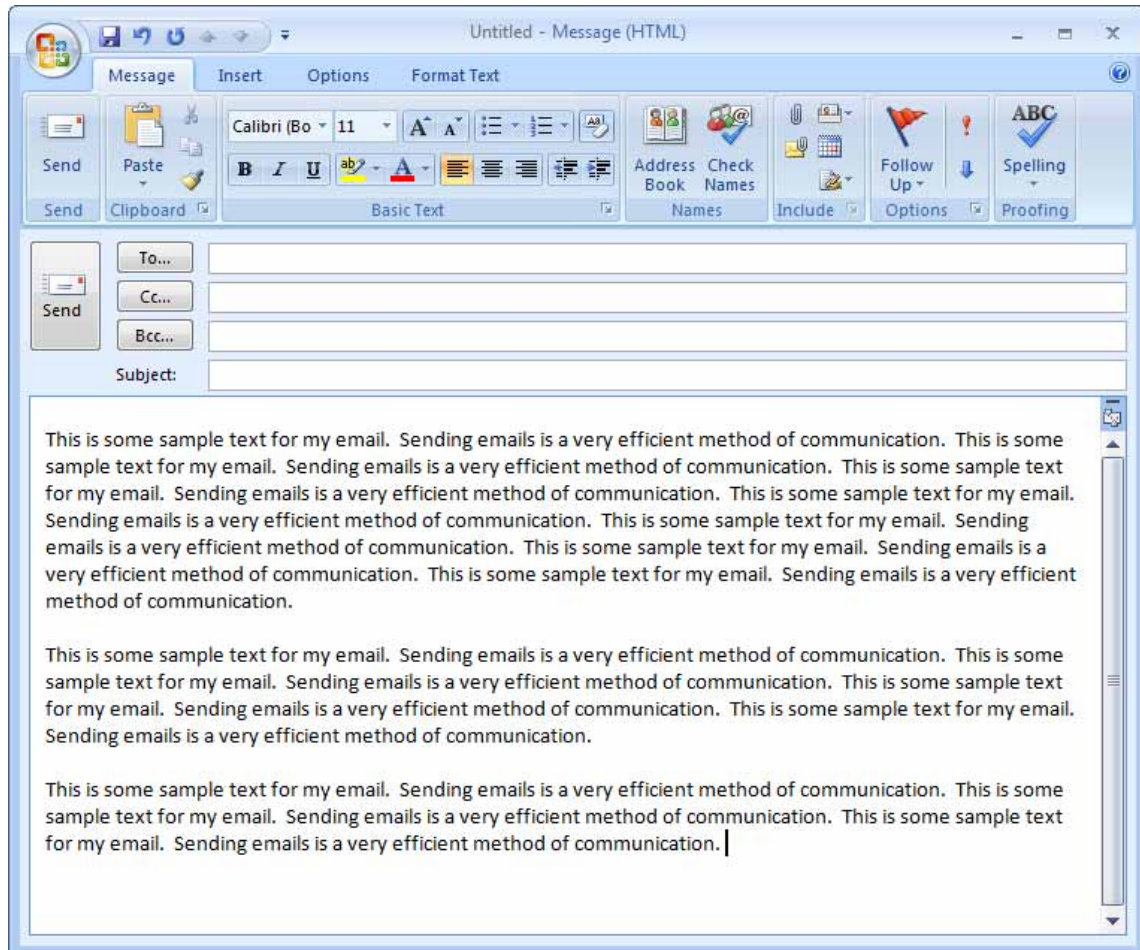 Untitled - Message (HTML)
Message Insert Options Format Text
Send
Paste
Calibri (Bo 11
A A
B I U ab A
Address Book
Check Names
Follow Up
ABC
Spelling
Send Clipboard Basic Text Names Include Options Proofing
Send
To...
Cc...
Bcc...
Subject:
This is some sample text for my email.  Sending emails is a very efficient method of communication.  This is some
sample text for my email.  Sending emails is a very efficient method of communication.  This is some sample text
for my email.  Sending emails is a very efficient method of communication.  This is some sample text for my email.
Sending emails is a very efficient method of communication.  This is some sample text for my email.  Sending
emails is a very efficient method of communication.  This is some sample text for my email.  Sending emails is a
very efficient method of communication.  This is some sample text for my email.  Sending emails is a very efficient
method of communication.
This is some sample text for my email.  Sending emails is a very efficient method of communication.  This is some
sample text for my email.  Sending emails is a very efficient method of communication.  This is some sample text
for my email.  Sending emails is a very efficient method of communication.  This is some sample text for my email.
Sending emails is a very efficient method of communication.
This is some sample text for my email.  Sending emails is a very efficient method of communication.  This is some
sample text for my email.  Sending emails is a very efficient method of communication.  This is some sample text
for my email.  Sending emails is a very efficient method of communication.